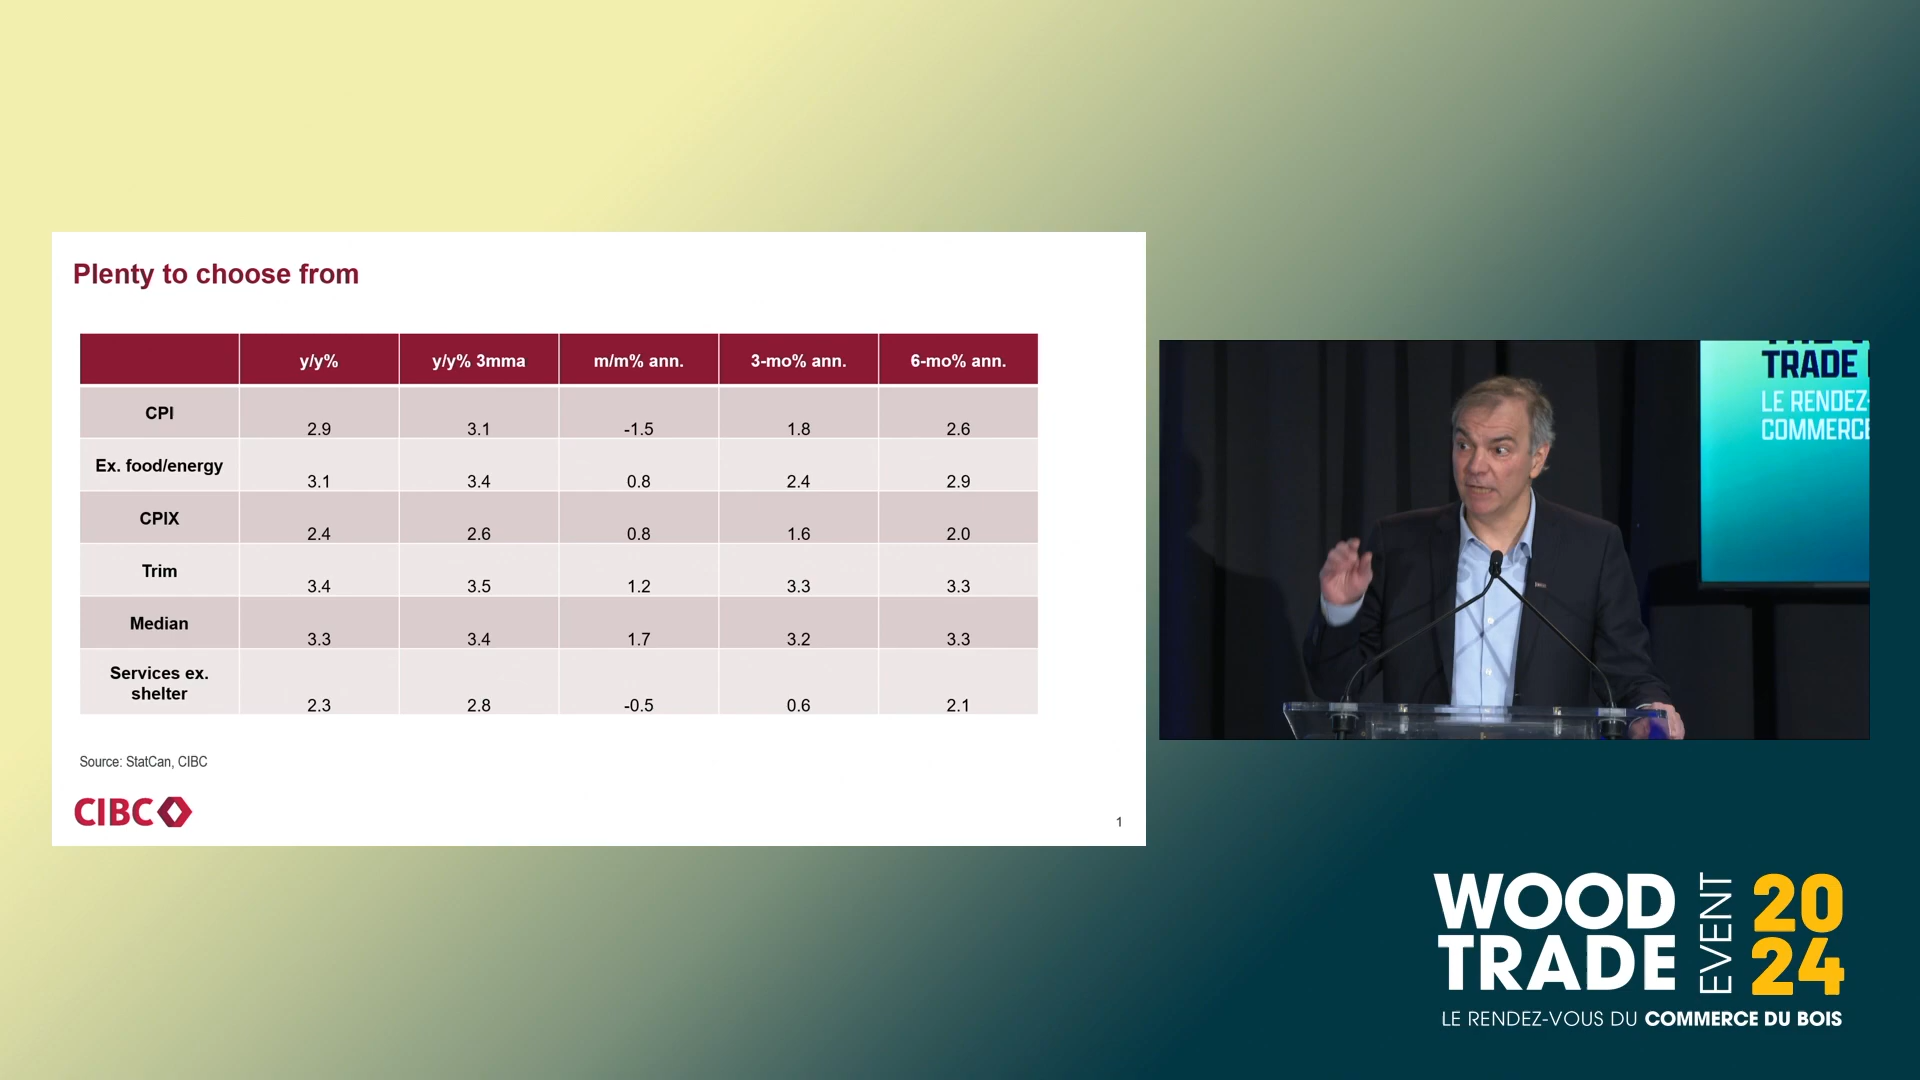 Plenty to choose from
y/y% y/y% 3mma m/m% ann. 3-mo% ann. 6-mo% ann.
CPI 2.9 3.1 -1.5 1.8 2.6
Ex. food/energy 3.1 3.4 0.8 2.4 2.9
CPIX 2.4 2.6 0.8 1.6 2.0
Trim 3.4 3.5 1.2 3.3 3.3
Median 3.3 3.4 1.7 3.2 3.3
Services ex.
shelter 2.3 2.8 -0.5 0.6 2.1
Source: StatCan, CIBC
CIBC
1
TRADE
LE RENDEZ-
COMMERCE
WOOD
TRADE
EVENT
20
24
LE RENDEZ-VOUS DU COMMERCE DU BOIS